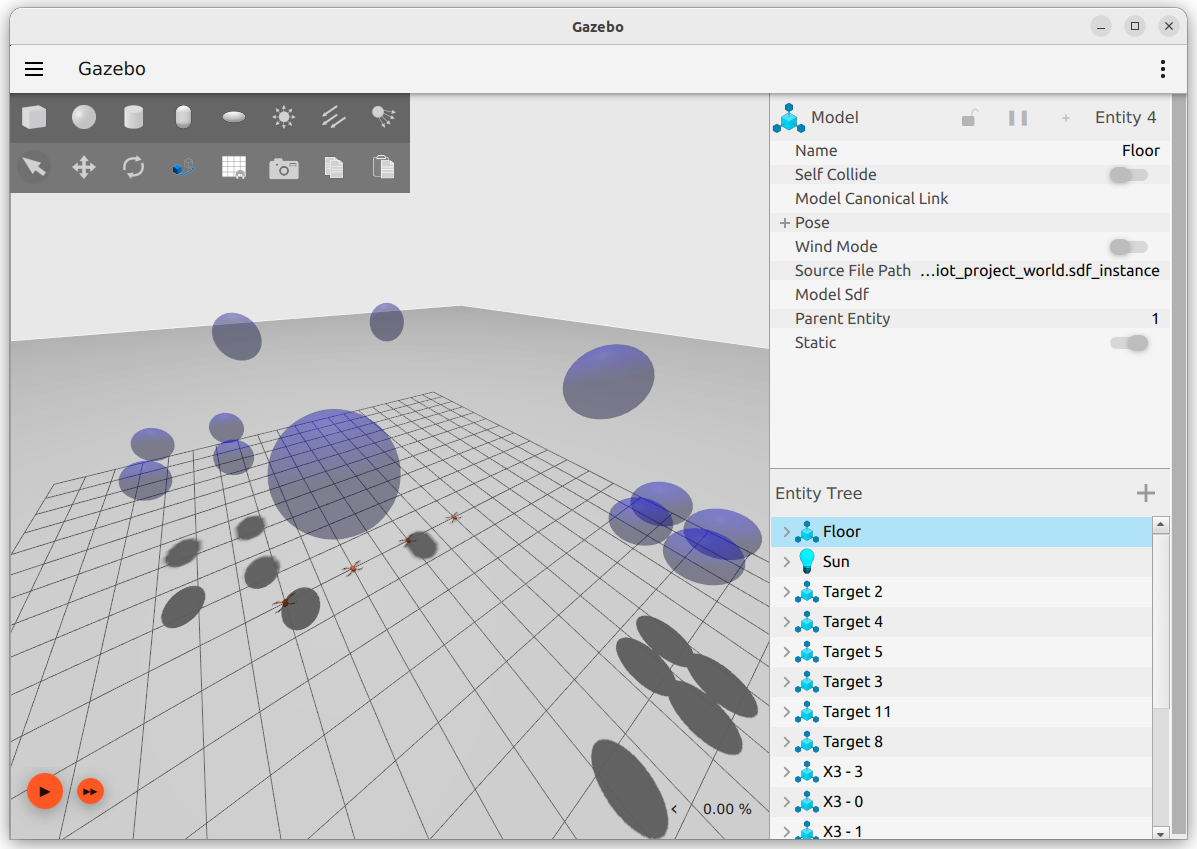 Gazebo
Gazebo
Model Entity 4
Name Floor
Self Collide
Model Canonical Link
Pose
Wind Mode
Source File Path ...iot_project_world.sdf_instance
Model Sdf
Parent Entity 1
Static
Entity Tree
Floor
Sun
Target 2
Target 4
Target 5
Target 3
Target 11
Target 8
X3 - 3
X3 - 0
X3 - 1
0.00 %